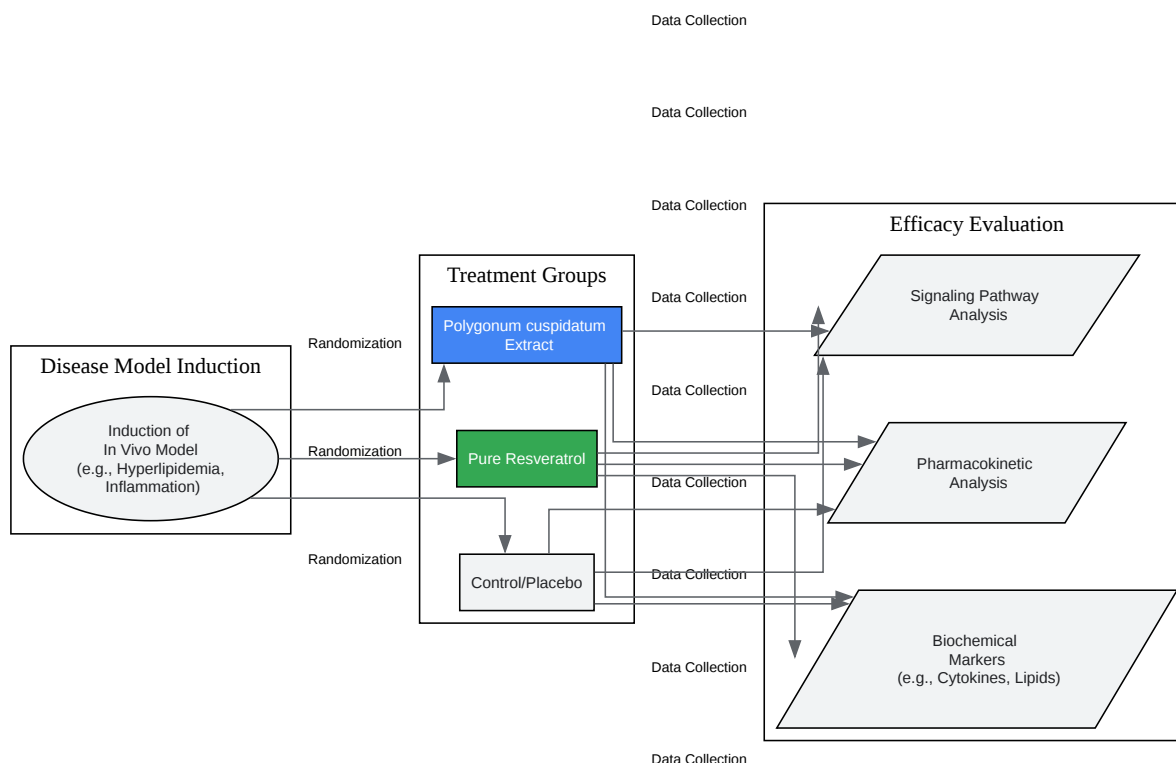 Data Collection
Data Collection
Data Collection
Efficacy Evaluation
Treatment Groups
Signaling Pathway
Analysis
Data Collection
Polygonum cuspidatum
Extract
Randomization
Disease Model Induction
Data Collection
Induction of
In Vivo Model
(e.g., Hyperlipidemia,
Inflammation)
Randomization
Pure Resveratrol
Pharmacokinetic
Analysis
Data Collection
Randomization
Control/Placebo
Data Collection
Biochemical
Markers
(e.g., Cytokines, Lipids)
Data Collection
Data Collection